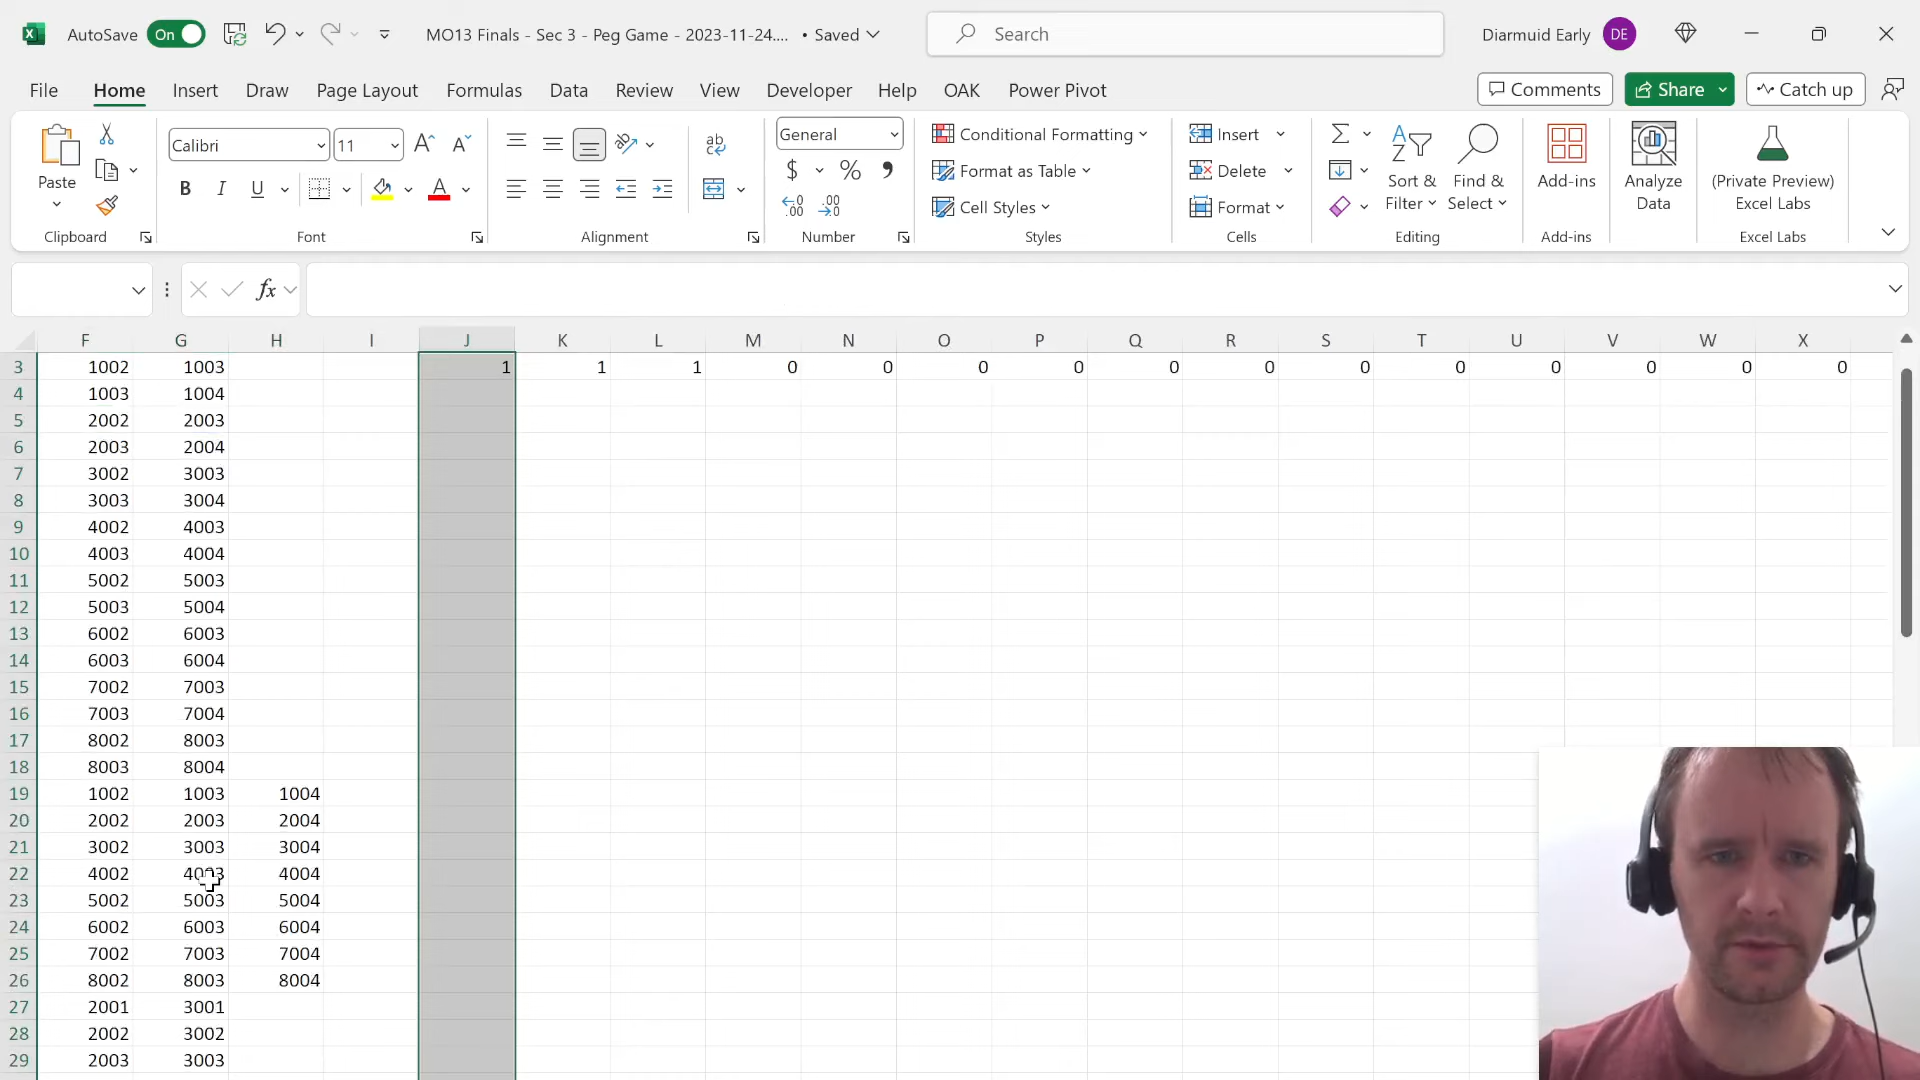 AutoSave On MO13 Finals - Sec 3 - Peg Game - 2023-11-24.... • Saved Search Diarmuid Early DE
File Home Insert Draw Page Layout Formulas Data Review View Developer Automate Help OAK Power Pivot Comments Share Catch up
Paste
Clipboard
Calibri 11
B I U A
Font
ab
Alignment
General
$ % 9
.00 .00
Number
Conditional Formatting
Format as Table
Cell Styles
Styles
Insert
Delete
Format
Cells
Sort & Filter
Find & Select
Editing
Add-ins
Add-ins
Analyze Data
(Private Preview) Excel Labs
Excel Labs
fx
F G H I J K L M N O P Q R S T U V W X
3 1002 1003 1 1 1 0 0 0 0 0 0 0 0 0 0 0 0
4 1003 1004
5 2002 2003
6 2003 2004
7 3002 3003
8 3003 3004
9 4002 4003
10 4003 4004
11 5002 5003
12 5003 5004
13 6002 6003
14 6003 6004
15 7002 7003
16 7003 7004
17 8002 8003
18 8003 8004
19 1002 1003 1004
20 2002 2003 2004
21 3002 3003 3004
22 4002 4003 4004
23 5002 5003 5004
24 6002 6003 6004
25 7002 7003 7004
26 8002 8003 8004
27 2001 3001
28 2002 3002
29 2003 3003